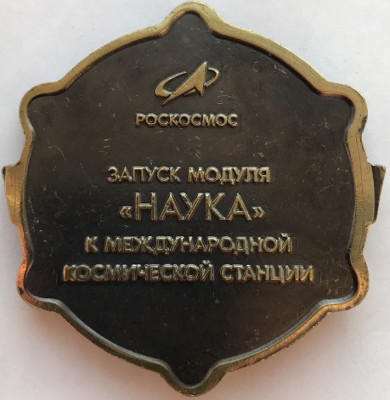 РОСКОСМОС
ЗАПУСК МОДУЛЯ
«НАУКА»
К МЕЖДУНАРОДНОЙ
КОСМИЧЕСКОЙ СТАНЦИИ